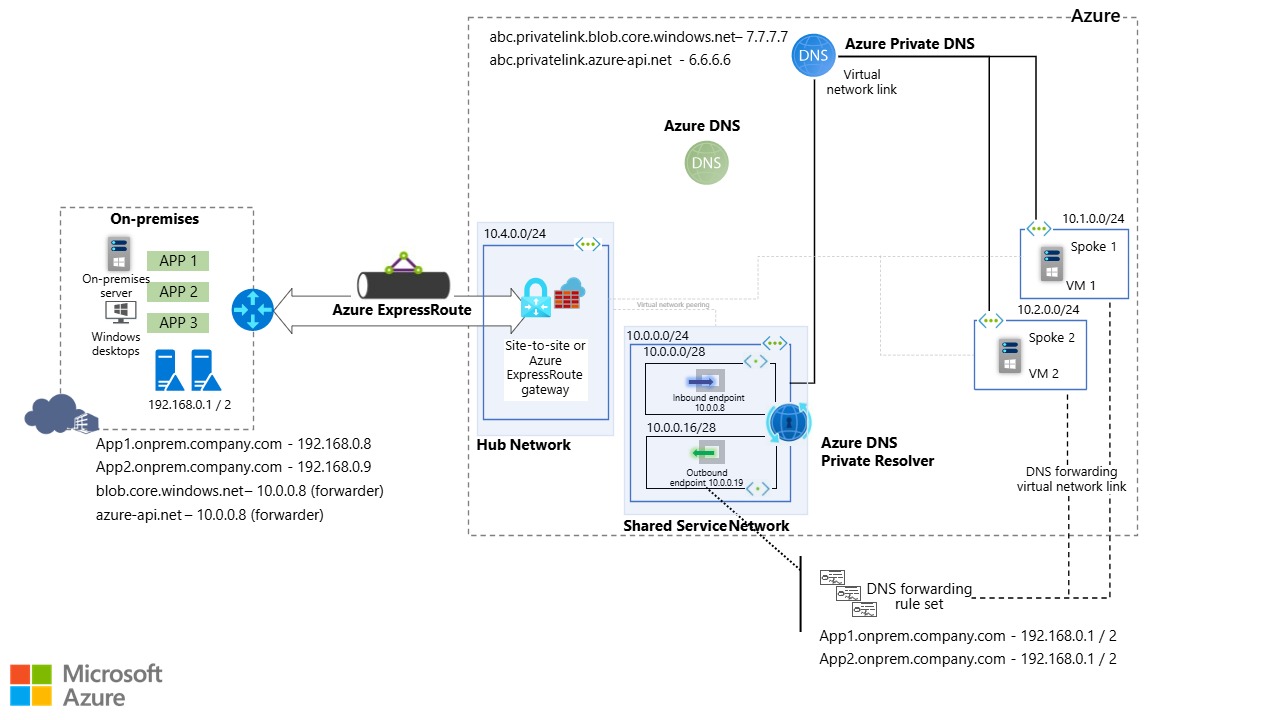 Azure
abc.privatelink.blob.core.windows.net– 7.7.7.7
abc.privatelink.azure-api.net - 6.6.6.6
DNS
Azure Private DNS
Virtual
network link
Azure DNS
DNS
On-premises
On-premises
server
Windows
desktops
APP 1
APP 2
APP 3
192.168.0.1 / 2
App1.onprem.company.com - 192.168.0.8
App2.onprem.company.com - 192.168.0.9
blob.core.windows.net– 10.0.0.8 (forwarder)
azure-api.net – 10.0.0.8 (forwarder)
Azure ExpressRoute
10.4.0.0/24
Site-to-site or
Azure
ExpressRoute
gateway
Hub Network
Virtual network peering
10.0.0.0/24
10.0.0.0/28
Inbound endpoint
10.0.0.8
10.0.0.16/28
Outbound
endpoint 10.0.0.19
Shared Service Network
Azure DNS
Private Resolver
10.1.0.0/24
Spoke 1
VM 1
10.2.0.0/24
Spoke 2
VM 2
DNS forwarding
virtual network link
DNS forwarding
rule set
App1.onprem.company.com - 192.168.0.1 / 2
App2.onprem.company.com - 192.168.0.1 / 2
Microsoft
Azure